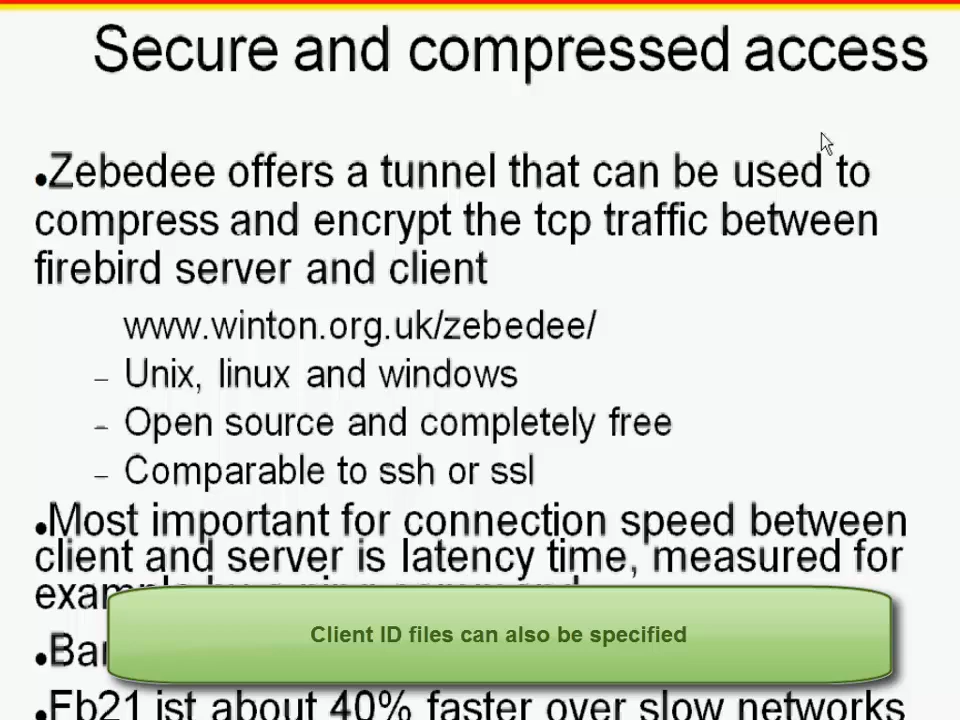 Secure and compressed access
•Zebedee offers a tunnel that can be used to
compress and encrypt the tcp traffic between
firebird server and client
www.winton.org.uk/zebedee/
– Unix, linux and windows
– Open source and completely free
– Comparable to ssh or ssl
•Most important for connection speed between
client and server is latency time, measured for
Client ID files can also be specified
•Fb21 ist about 40% faster over slow networks